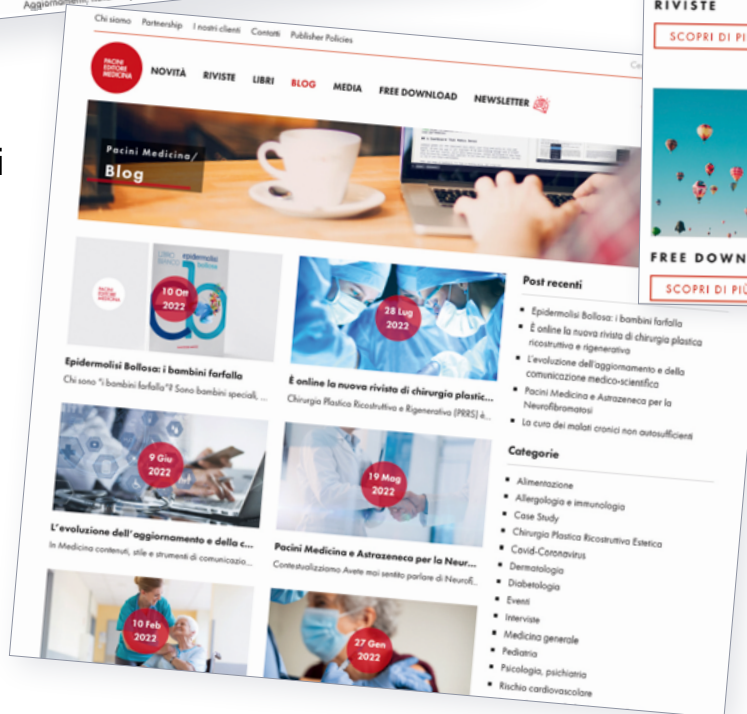 Chi siamo Partnership I nostri clienti Contatti Publisher Policies
PACINI
EDITORE
MEDICINA
NOVITÀ RIVISTE LIBRI BLOG MEDIA FREE DOWNLOAD NEWSLETTER
Pacini Medicina/
Blog
LIBRO
BIANCO
epidermolisi
bollosa
10 Ott
2022
Epidermolisi Bollosa: i bambini farfalla
Chi sono "i bambini farfalla"? Sono bambini speciali, ...
28 Lug
2022
È online la nuova rivista di chirurgia plastic...
Chirurgia Plastica Ricostruttiva e Rigenerativa (PRRS) è...
9 Giu
2022
L'evoluzione dell'aggiornamento e della c...
In Medicina contenuti, stile e strumenti di comunicazio...
19 Mag
2022
Pacini Medicina e Astrazeneca per la Neur...
Contestualizziamo Avete mai sentito parlare di Neurofi...
10 Feb
2022
27 Gen
2022
Post recenti
Epidermolisi Bollosa: i bambini farfalla
È online la nuova rivista di chirurgia plastica
ricostruttiva e rigenerativa
L'evoluzione dell'aggiornamento e della
comunicazione medico-scientifica
Pacini Medicina e Astrazeneca per la
Neurofibromatosi
La cura dei malati cronici non autosufficienti
Categorie
Alimentazione
Allergologia e immunologia
Case Study
Chirurgia Plastica Ricostruttiva Estetica
Covid-Coronavirus
Dermatologia
Diabetologia
Eventi
Interviste
Medicina generale
Pediatria
Psicologia, psichiatria
Rischio cardiovascolare
RIVISTE
SCOPRI DI PI
FREE DOWN
SCOPRI DI PIÙ
i